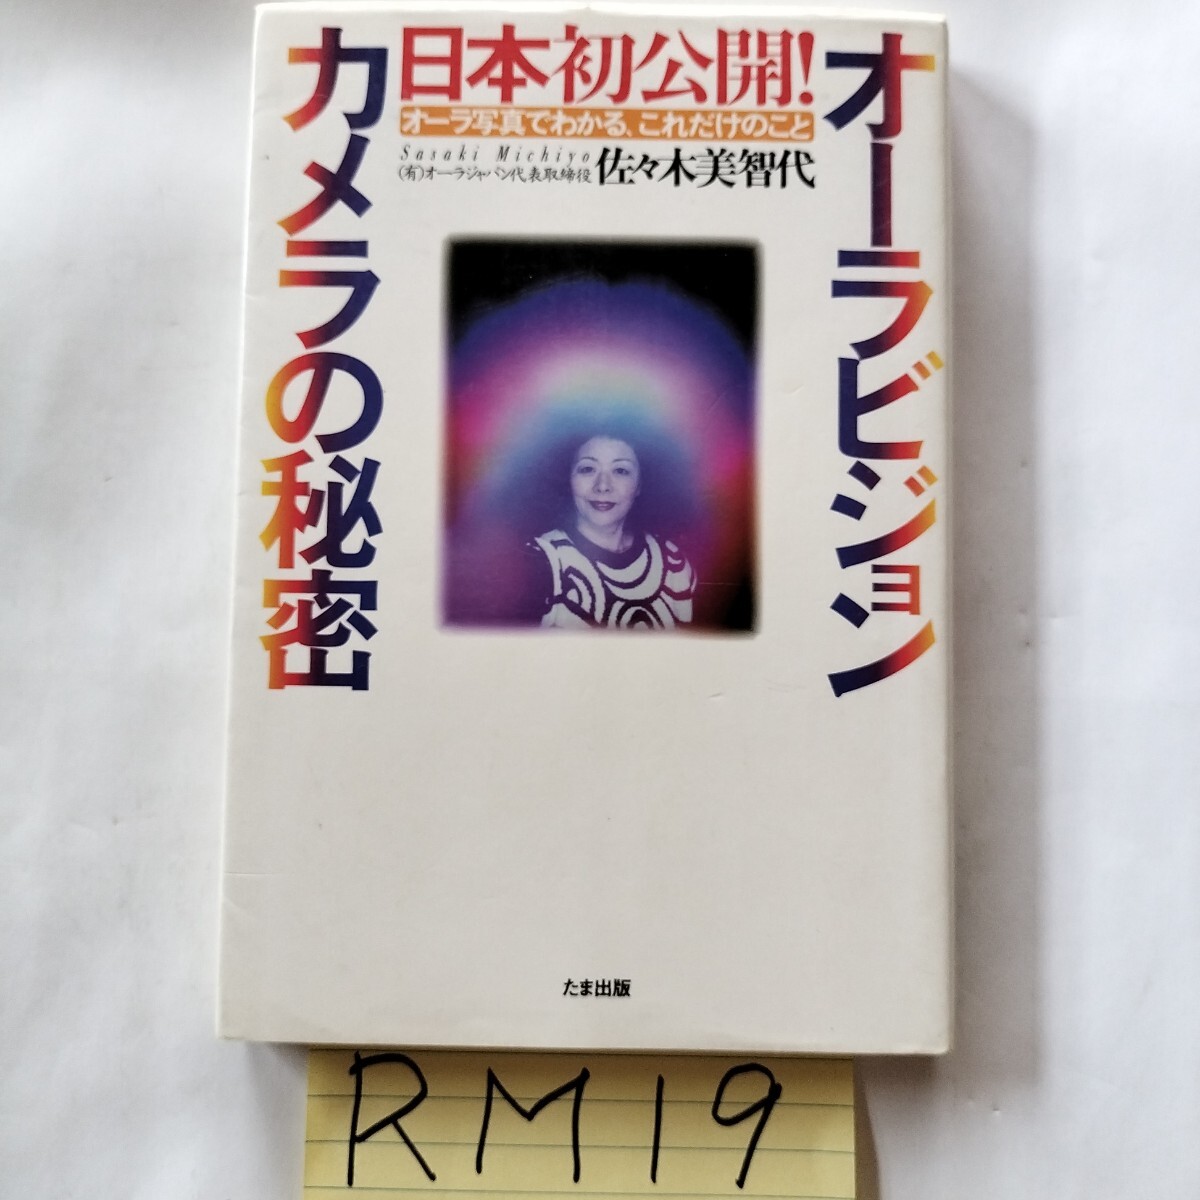 日本初公開!
オーラ写真でわかる、これだけのこと
Sasaki Michiyo
(有)オーラジャパン代表取締役 佐々木美智代
オーラビジョン
カメラの秘密
たま出版
RM19